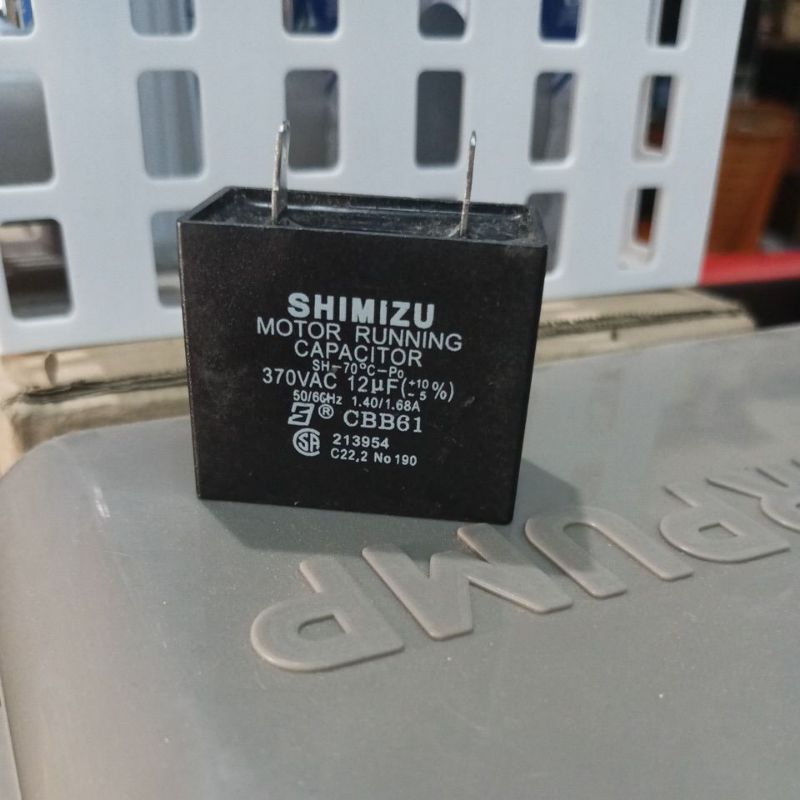 SHIMIZU
MOTOR RUNNING
CAPACITOR
SH-70°C-Po
370VAC 12μF(+10 -5 %)
50/60Hz 1.40/1.68A
® CBB61
SA 213954
C22,2 No 190
PUMP